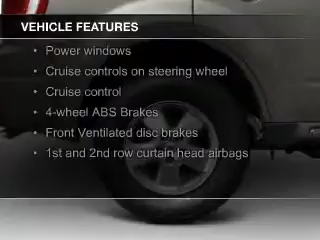 VEHICLE FEATURES
• Power windows
• Cruise controls on steering wheel
• Cruise control
• 4-wheel ABS Brakes
• Front Ventilated disc brakes
• 1st and 2nd row curtain head airbags